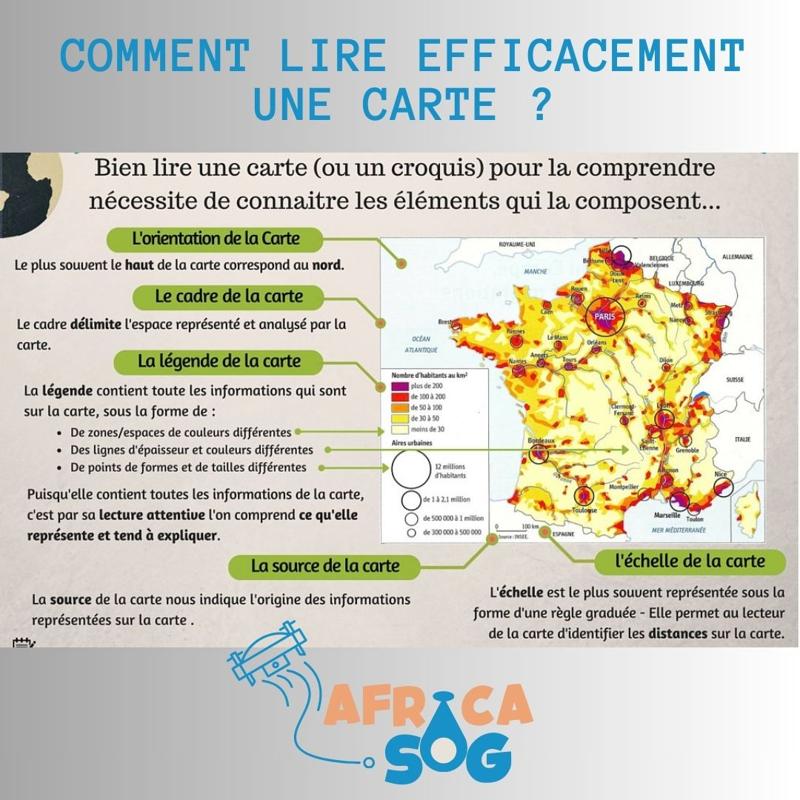 COMMENT LIRE EFFICACEMENT
UNE CARTE ?
Bien lire une carte (ou un croquis) pour la comprendre
nécessite de connaitre les éléments qui la composent...
L'orientation de la Carte
Le plus souvent le haut de la carte correspond au nord.
Le cadre de la carte
Le cadre délimite l'espace représenté et analysé par la
carte.
La légende de la carte
La légende contient toute les informations qui sont
sur la carte, sous la forme de :
• De zones/espaces de couleurs différentes
• Des lignes d'épaisseur et couleurs différentes
• De points de formes et de tailles différentes
Puisqu'elle contient toutes les informations de la carte,
c'est par sa lecture attentive l'on comprend ce qu'elle
représente et tend à expliquer.
ROYAUME-UNI
MANCHE
BELGIQUE
ALLEMAGNE
Béthune
Valenciennes
LUXEMBOURG
Rouen
Reims
Metz
Caen
PARIS
Nancy
Strasbourg
Brest
Rennes
Le Mans
Orléans
OCÉAN
ATLANTIQUE
Nantes
Angers
Tours
Dijon
SUISSE
Nombre d'habitants au km²
plus de 200
de 100 à 200
de 50 à 100
de 30 à 50
moins de 30
Aires urbaines
12 millions
d'habitants
de 1 à 2,1 million
de 500 000 à 1 million
de 300 000 à 500 000
Clermont-
Ferrand
Lyon
Saint-
Étienne
Grenoble
ITALIE
Bordeaux
Avignon
Nice
Montpellier
Toulouse
Marseille
Toulon
0 100 km
Source : INSEE.
ESPAGNE
MER MÉDITERRANÉE
La source de la carte
La source de la carte nous indique l'origine des informations
représentées sur la carte .
l'échelle de la carte
L'échelle est le plus souvent représentée sous la
forme d'une règle graduée - Elle permet au lecteur
de la carte d'identifier les distances sur la carte.
AFRICA
SOG